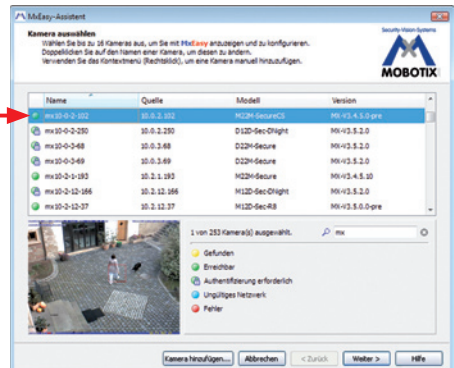 MxEasy-Assistent
Kamera auswählen
Wählen Sie bis zu 16 Kameras aus, um Sie mit MxEasy anzuzeigen und zu konfigurieren.
Doppelklicken Sie auf den Namen einer Kamera, um diesen zu ändern.
Verwenden Sie das Kontextmenü (Rechtsklick), um eine Kamera manuell hinzuzufügen.
Security-Vision-Systems
MOBOTIX
Name Quelle Modell Version
mx10-0-2-102 10.0.2.102 M22M-SecureCS MX-V3.4.5.0-pre
mx10-0-2-250 10.0.2.250 D12D-Sec-DNight MX-V3.5.2.0
mx10-0-3-68 10.0.3.68 D22M-Secure MX-V3.5.2.0
mx10-0-3-69 10.0.3.69 D22M-Secure MX-V3.5.2.0
mx10-2-1-193 10.2.1.193 M22M-Secure MX-V3.4.5.10
mx10-2-12-166 10.2.12.166 M12D-Sec-DNight MX-V3.5.2.0
mx10-2-12-37 10.2.12.37 M12D-Sec-R8 MX-V3.5.0.0-pre
1 von 253 Kamera(s) ausgewählt.
mx
Gefunden
Erreichbar
Authentifizierung erforderlich
Ungültiges Netzwerk
Fehler
Kamera hinzufügen... Abbrechen < Zurück Weiter > Hilfe